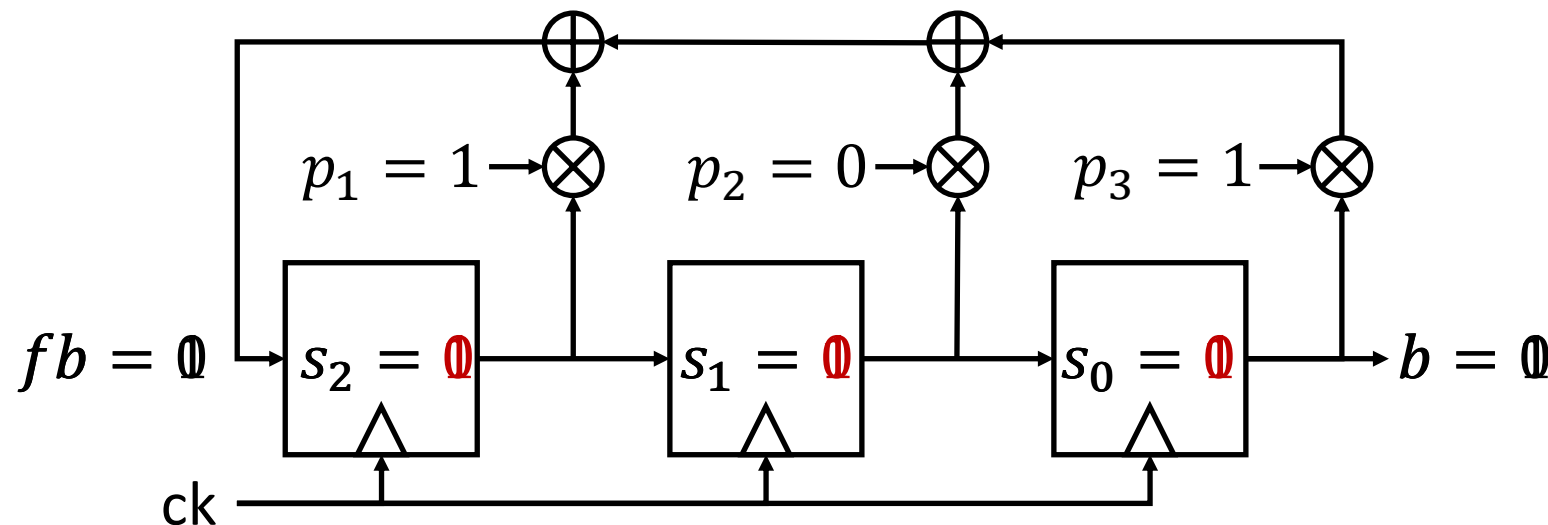 p₁ = 1 p₂ = 0 p₃ = 1
fb = s₂ = s₁ = s₀ = b =
ck